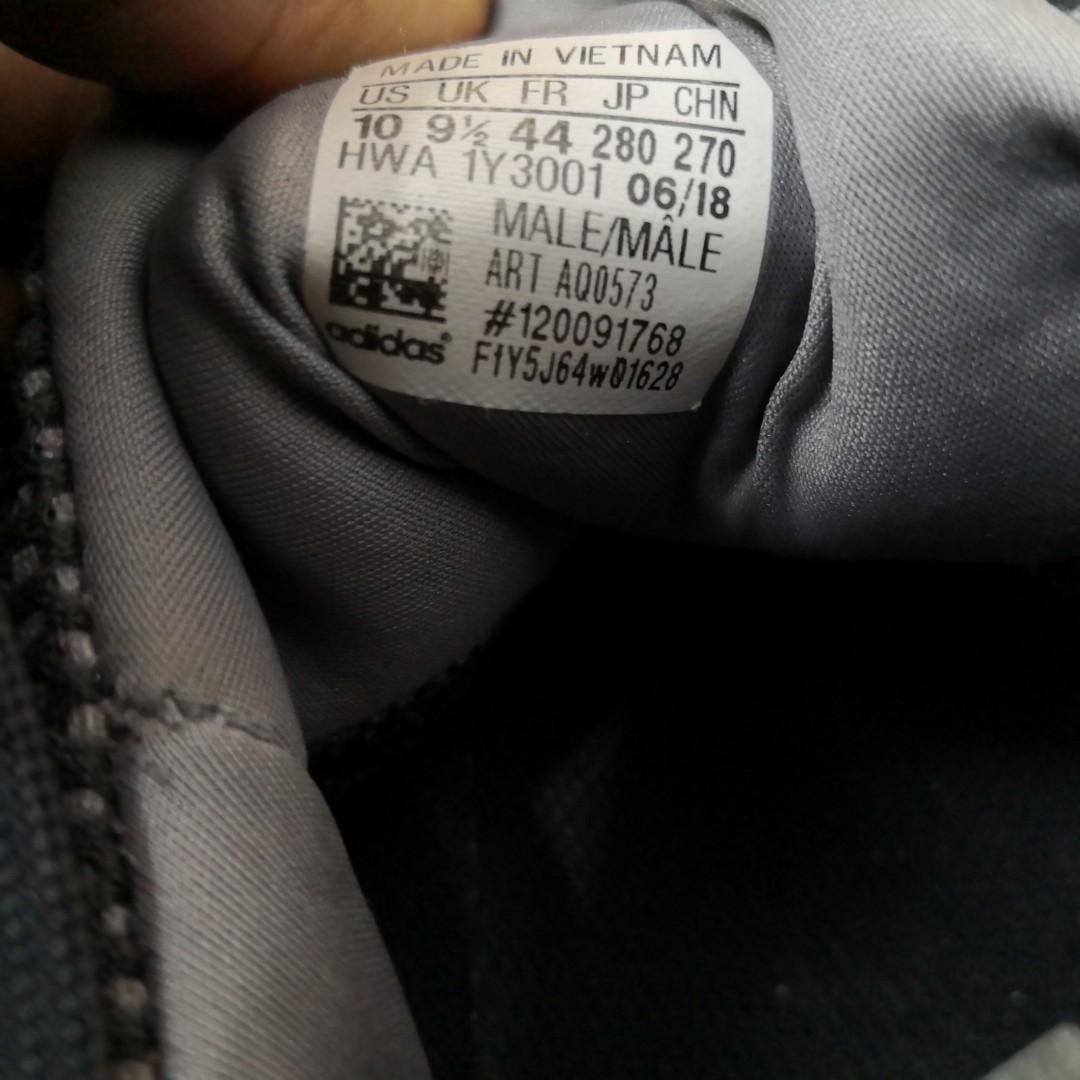 MADE IN VIETNAM
US UK FR JP CHN
10 9½ 44 280 270
HWA 1Y3001 06/18
MALE/MÂLE
ART AQ0573
#120091768
adidas®
F1Y5J64w01628